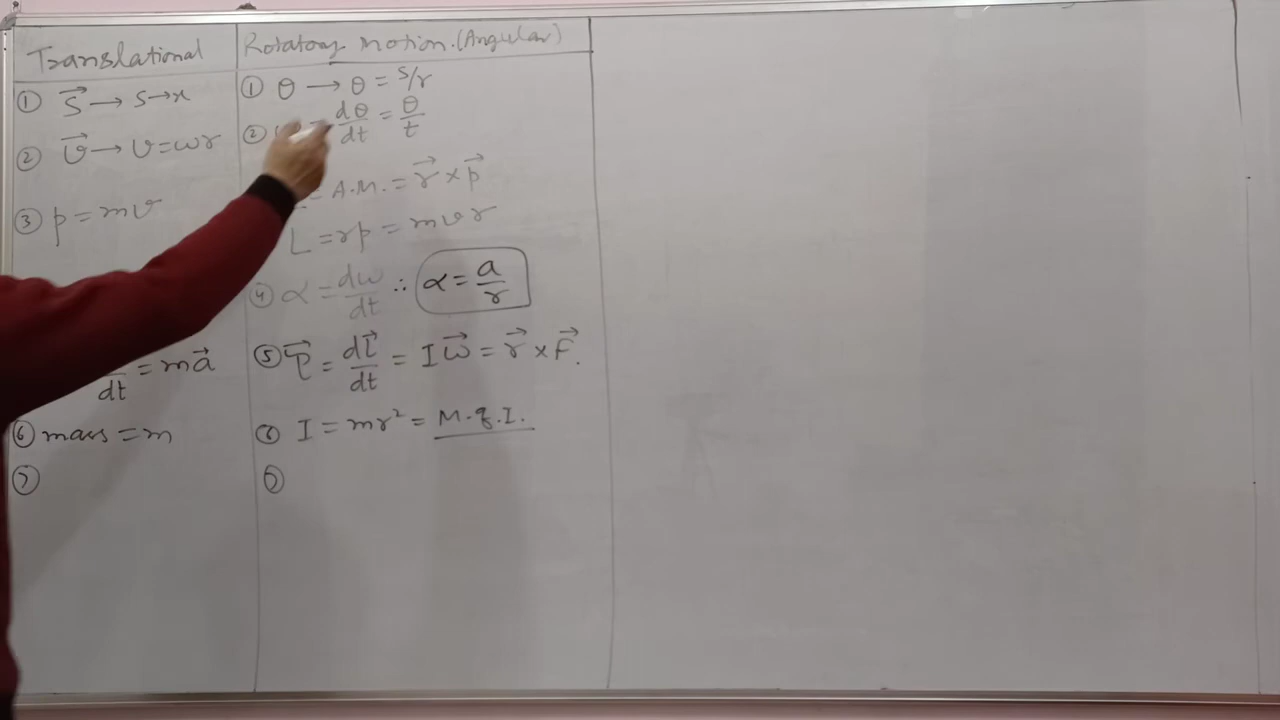 Translational
① S⃗ → S→x
② v⃗ → v=ωr
③ p = mv
dt = ma⃗
⑥ mass = m
⑦
Rotatory motion.(Angular)
① θ → θ = s/r
② = dθ/dt = θ/t
= A.M. = r⃗ × p⃗
L = rp = mvr
④ α = dω/dt ∴ α = a/r
⑤ τ⃗ = dL⃗/dt = Iω⃗ = r⃗ × F⃗.
⑥ I = mr² = M.g.I.
⑦